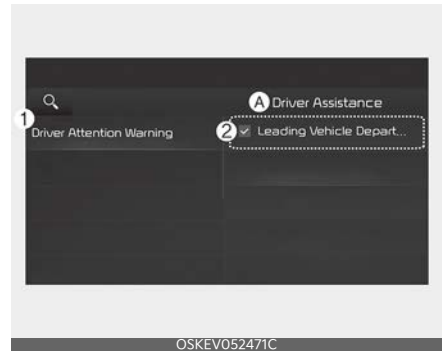 A Driver Assistance
1
Driver Attention Warning
2 Leading Vehicle Depart...
OSKEV052471C